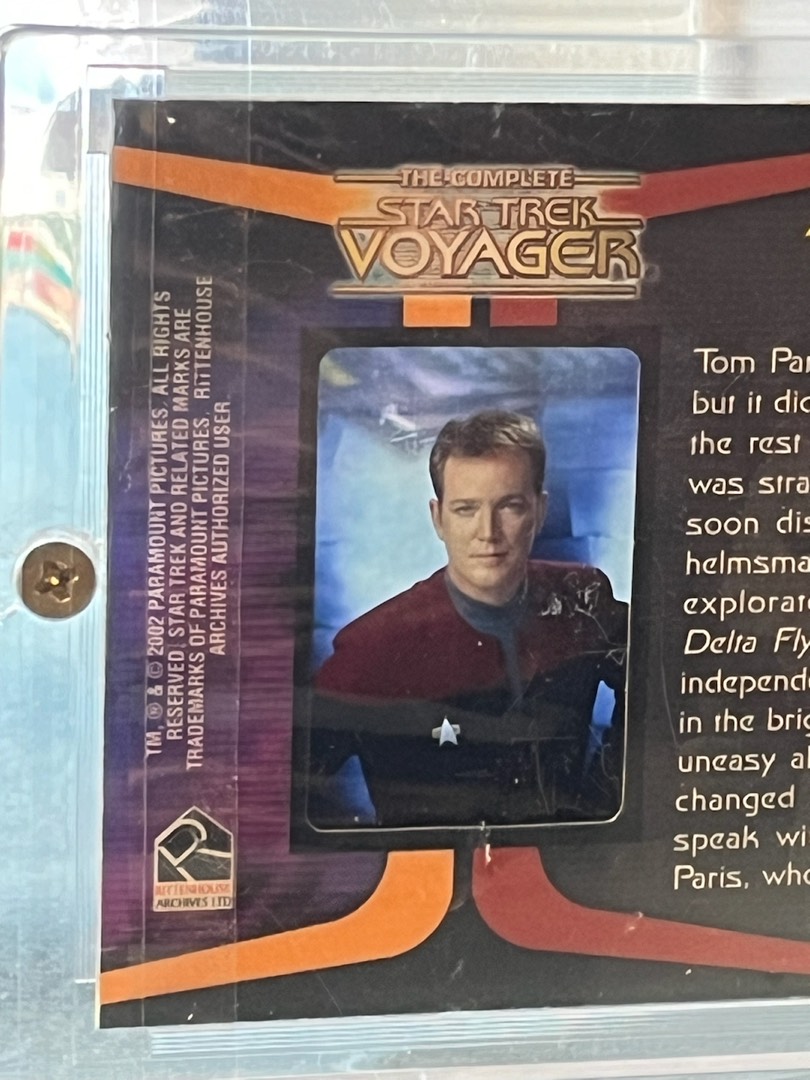 THE COMPLETE
STAR TREK
VOYAGER
TM, ® & © 2002 PARAMOUNT PICTURES. ALL RIGHTS
RESERVED. STAR TREK AND RELATED MARKS ARE
TRADEMARKS OF PARAMOUNT PICTURES. RITTENHOUSE
ARCHIVES AUTHORIZED USER.
RITTENHOUSE
ARCHIVES LTD
Tom Par
but it did
the rest
was stra
soon dis
helmsma
explorat
Delta Fly
independ
in the brig
uneasy al
changed
speak wi
Paris, who